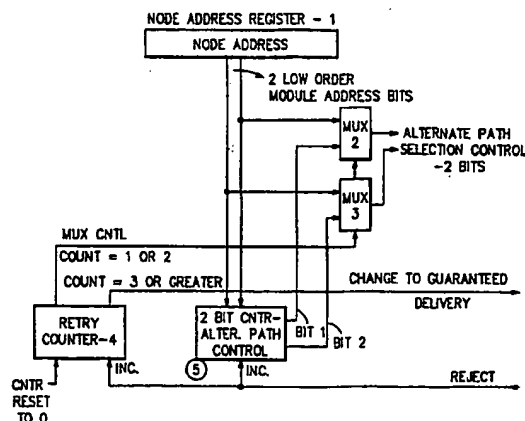 NODE ADDRESS REGISTER - 1
NODE ADDRESS
2 LOW ORDER
MODULE ADDRESS BITS
MUX
2
ALTERNATE PATH
SELECTION CONTROL
-2 BITS
MUX
3
MUX CNTL
COUNT = 1 OR 2
COUNT = 3 OR GREATER
CHANGE TO GUARANTEED
DELIVERY
RETRY
COUNTER-4
2 BIT CNTR-
ALTER. PATH
CONTROL
BIT 1
BIT 2
5
INC.
INC.
REJECT
CNTR
RESET
TO 0